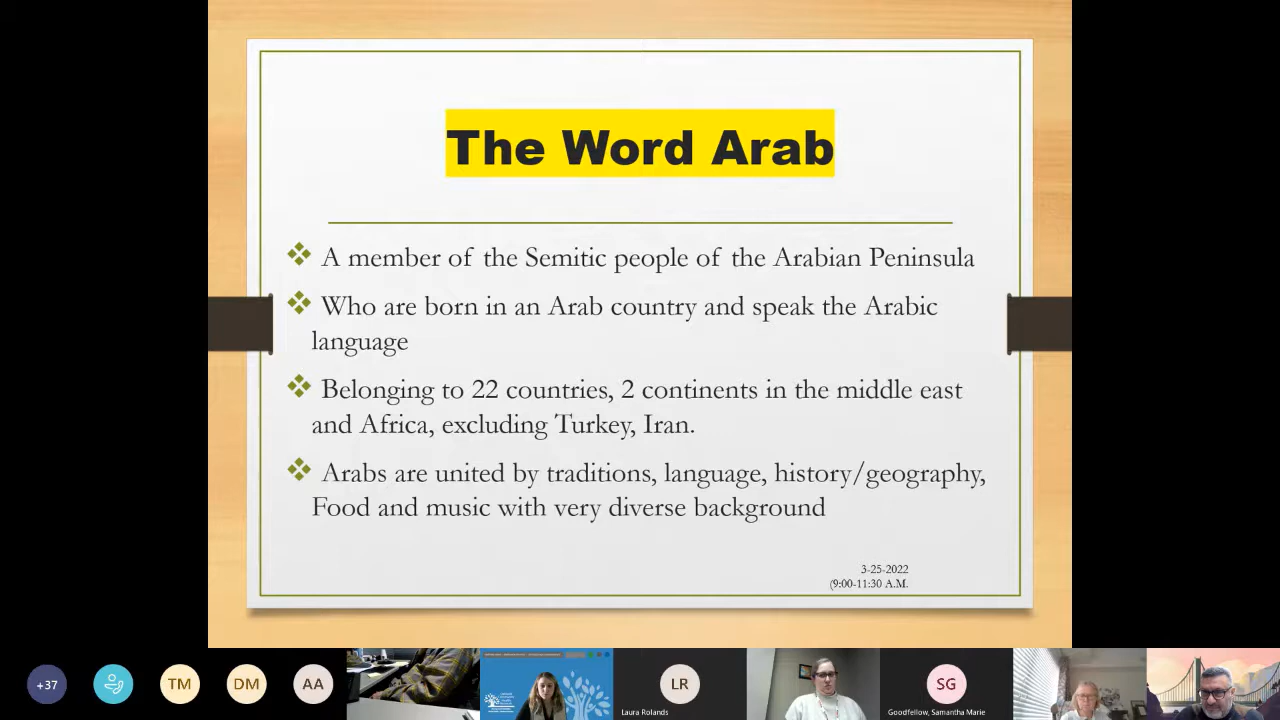 The Word Arab
A member of the Semitic people of the Arabian Peninsula
Who are born in an Arab country and speak the Arabic
language
Belonging to 22 countries, 2 continents in the middle east
and Africa, excluding Turkey, Iran.
Arabs are united by traditions, language, history/geography,
Food and music with very diverse background
3-25-2022
(9:00-11:30 A.M.
+37
TM
DM
AA
LR
Laura Rolands
SG
Goodfellow, Samantha Marie